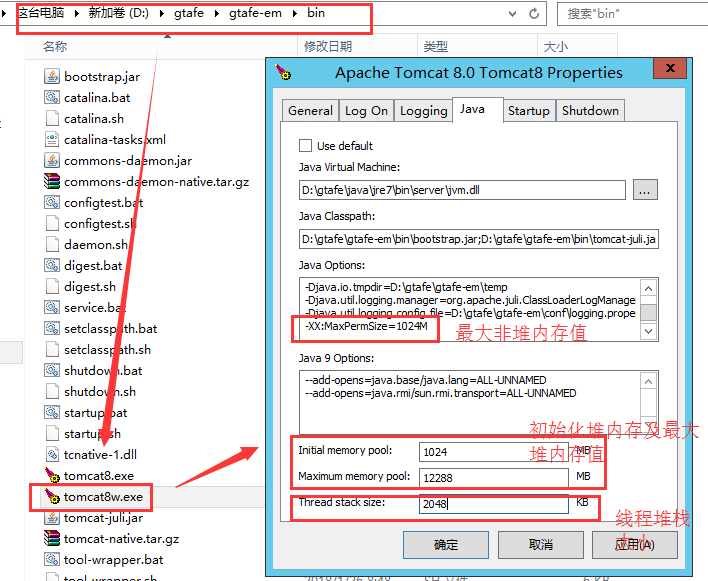 这台电脑 新加卷 (D:) gtafe gtafe-em bin
搜索"bin"
名称 修改日期 类型 大小
bootstrap.jar
catalina.bat
catalina.sh
catalina-tasks.xml
commons-daemon.jar
commons-daemon-native.tar.gz
configtest.bat
configtest.sh
daemon.sh
digest.bat
digest.sh
service.bat
setclasspath.bat
setclasspath.sh
shutdown.bat
shutdown.sh
startup.bat
startup.sh
tcnative-1.dll
tomcat8.exe
tomcat8w.exe
tomcat-juli.jar
tomcat-native.tar.gz
tool-wrapper.bat
tool-wrapper.sh
Apache Tomcat 8.0 Tomcat8 Properties
General Log On Logging Java Startup Shutdown
Use default
Java Virtual Machine:
D:\gtafe\java\jre7\bin\server\jvm.dll
...
Java Classpath:
D:\gtafe\gtafe-em\bin\bootstrap.jar;D:\gtafe\gtafe-em\bin\tomcat-juli.ja
Java Options:
-Djava.io.tmpdir=D:\gtafe\gtafe-em\temp
-Djava.util.logging.manager=org.apache.juli.ClassLoaderLogManage
-Djava.util.logging.config.file=D:\gtafe\gtafe-em\conf\logging.prope
-XX:MaxPermSize=1024M
最大非堆内存值
Java 9 Options:
--add-opens=java.base/java.lang=ALL-UNNAMED
--add-opens=java.rmi/sun.rmi.transport=ALL-UNNAMED
初始化堆内存及最大
堆内存值
Initial memory pool: 1024 MB
Maximum memory pool: 12288 MB
Thread stack size: 2048 KB
线程堆栈
大小
确定 取消 应用(A)